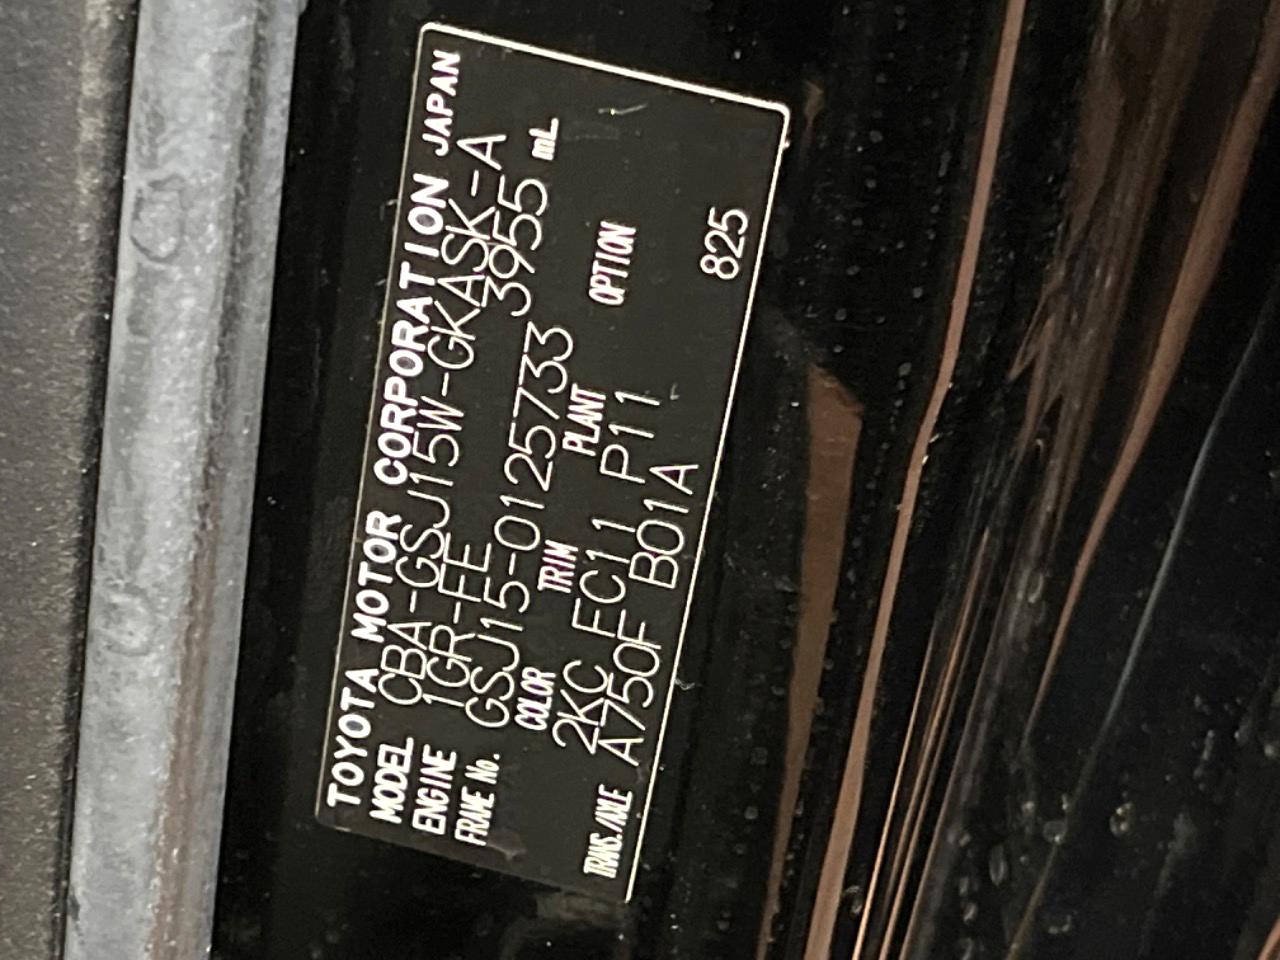 TOYOTA MOTOR CORPORATION JAPAN
MODEL CBA-GSJ15W-GKASK-A
ENGINE 1GR-FE 3955 mL
FRAME No. GSJ15-0125733
COLOR TRIM PLANT OPTION
2KC FC11 P11
TRANS./AXLE A750F B01A 825